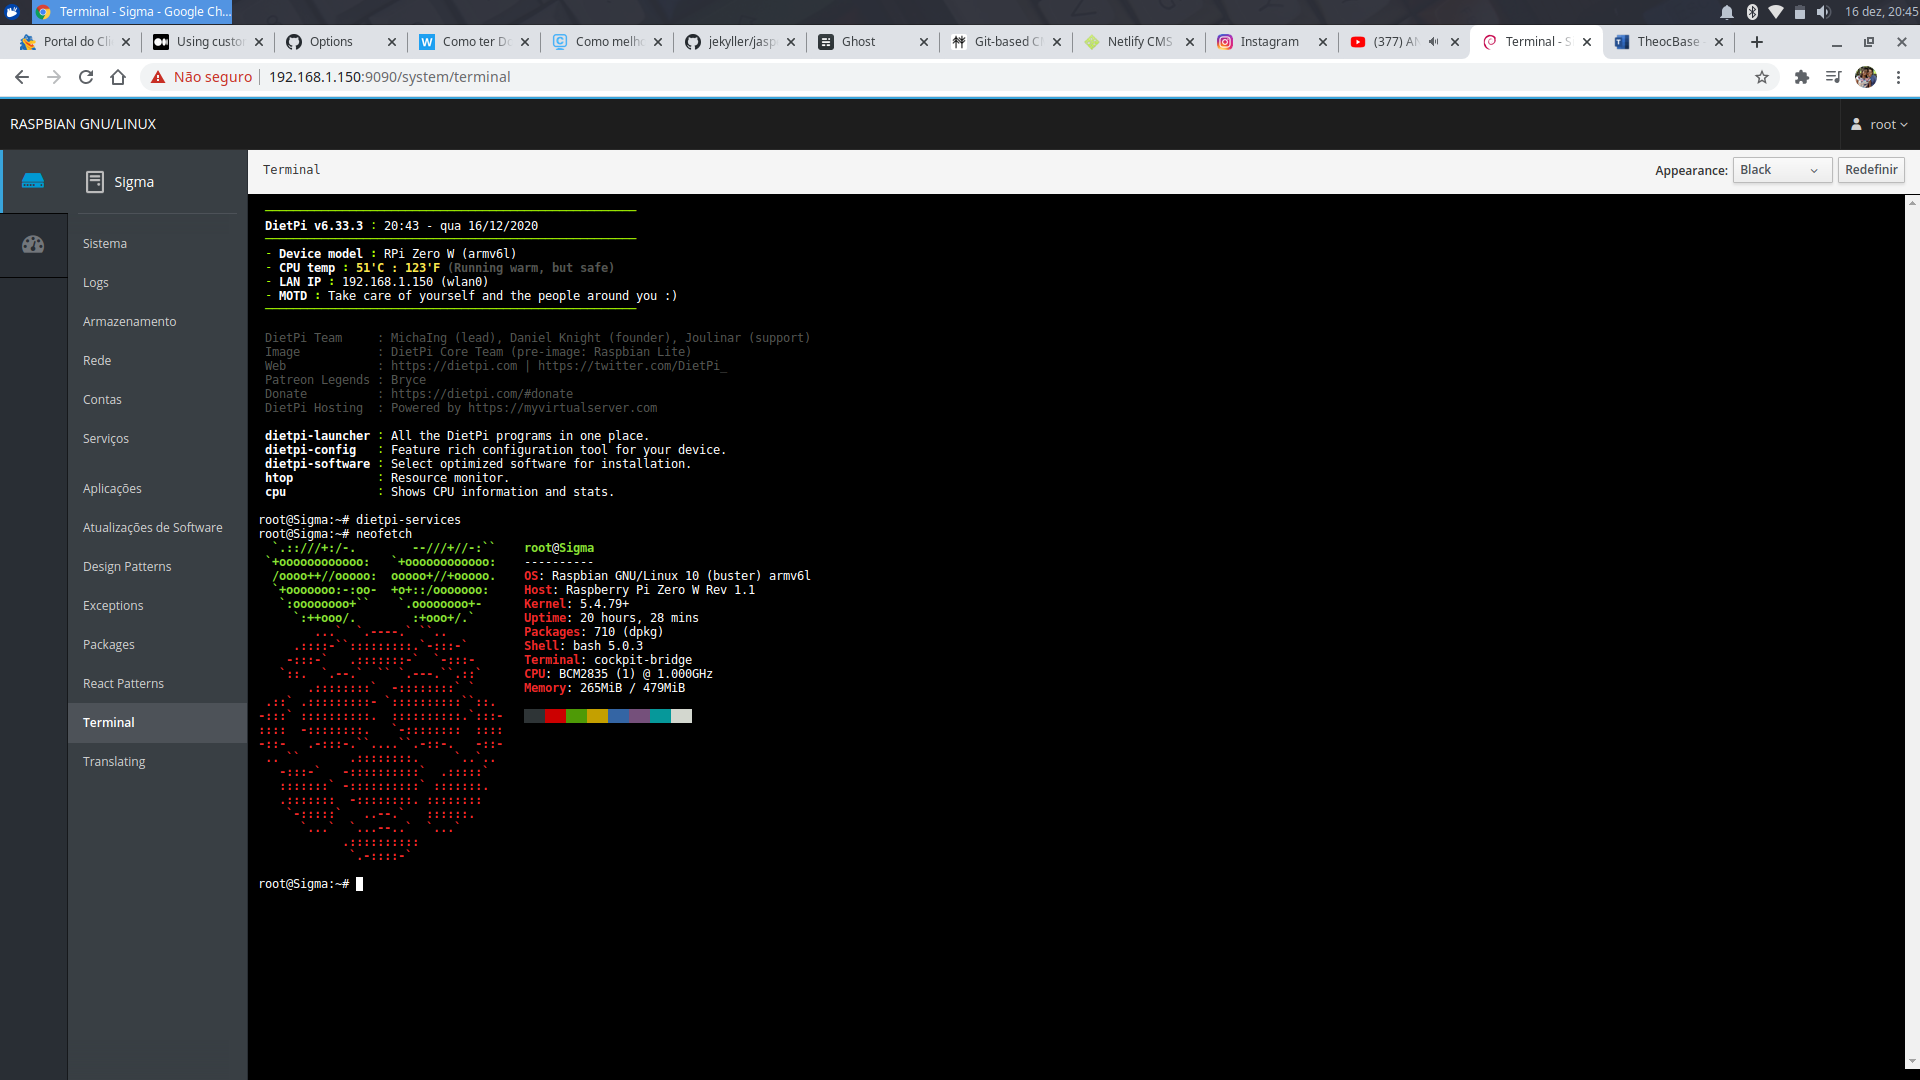 Terminal - Sigma - Google Ch...
16 dez, 20:45
Portal do Cli
Using custor
Options
Como ter Do
Como melho
jekyller/jasp
Ghost
Git-based CM
Netlify CMS
Instagram
(377) AN
Terminal - S
TheocBase -
Não seguro
192.168.1.150:9090/system/terminal
RASPBIAN GNU/LINUX
root
Sigma
Sistema
Logs
Armazenamento
Rede
Contas
Serviços
Aplicações
Atualizações de Software
Design Patterns
Exceptions
Packages
React Patterns
Terminal
Translating
Terminal
Appearance:
Black
Redefinir
DietPi v6.33.3 : 20:43 - qua 16/12/2020
- Device model : RPi Zero W (armv6l)
- CPU temp : 51'C : 123'F (Running warm, but safe)
- LAN IP : 192.168.1.150 (wlan0)
- MOTD : Take care of yourself and the people around you :)
DietPi Team : MichaIng (lead), Daniel Knight (founder), Joulinar (support)
Image : DietPi Core Team (pre-image: Raspbian Lite)
Web : https://dietpi.com | https://twitter.com/DietPi_
Patreon Legends : Bryce
Donate : https://dietpi.com/#donate
DietPi Hosting : Powered by https://myvirtualserver.com
dietpi-launcher : All the DietPi programs in one place.
dietpi-config : Feature rich configuration tool for your device.
dietpi-software : Select optimized software for installation.
htop : Resource monitor.
cpu : Shows CPU information and stats.
root@Sigma:~# dietpi-services
root@Sigma:~# neofetch
root@Sigma
----------
OS: Raspbian GNU/Linux 10 (buster) armv6l
Host: Raspberry Pi Zero W Rev 1.1
Kernel: 5.4.79+
Uptime: 20 hours, 28 mins
Packages: 710 (dpkg)
Shell: bash 5.0.3
Terminal: cockpit-bridge
CPU: BCM2835 (1) @ 1.000GHz
Memory: 265MiB / 479MiB
root@Sigma:~#